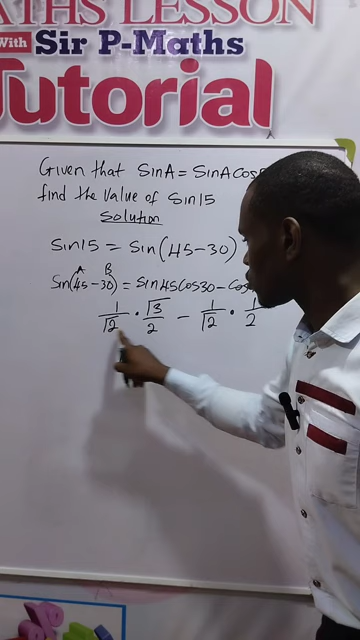 MATHS LESSON
With Sir P-Maths
Tutorial
Given that SinA = SinACos
find the value of Sin15
Solution
Sin15 = Sin(45-30)
A B
Sin(45-30) = Sin45Cos30 - Cos
1/√2 · √3/2 - 1/√2 · 1/2